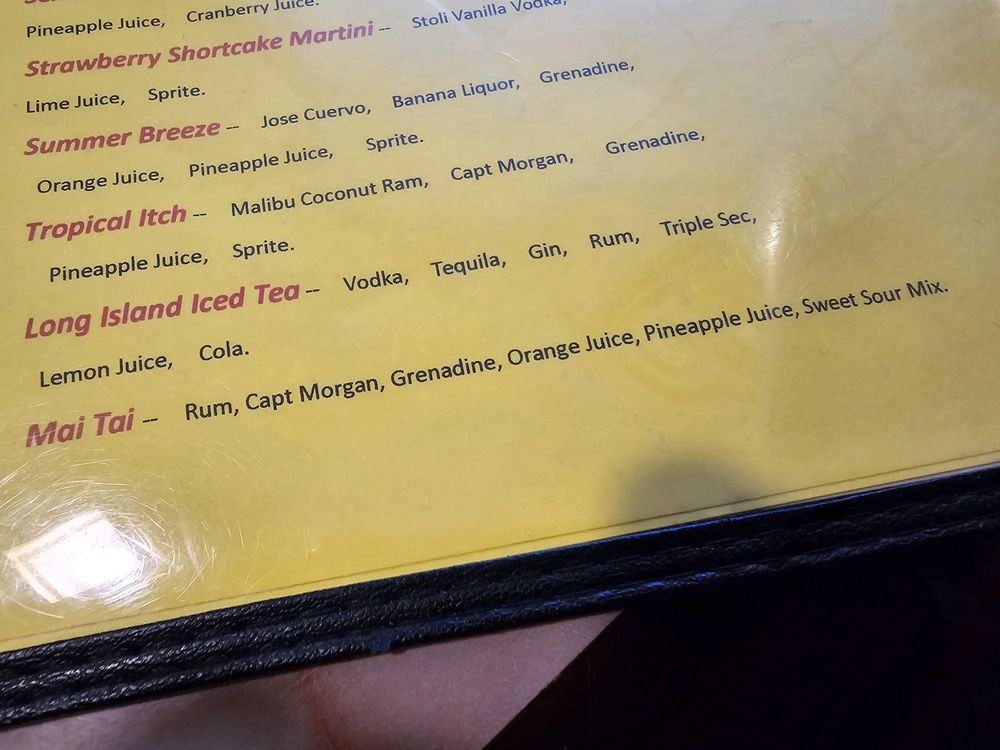 Pineapple Juice, Cranberry Juice.
Strawberry Shortcake Martini -- Stoli Vanilla Vodka,
Lime Juice, Sprite.
Summer Breeze -- Jose Cuervo, Banana Liquor, Grenadine,
Orange Juice, Pineapple Juice, Sprite.
Tropical Itch -- Malibu Coconut Ram, Capt Morgan, Grenadine,
Pineapple Juice, Sprite.
Long Island Iced Tea -- Vodka, Tequila, Gin, Rum, Triple Sec,
Lemon Juice, Cola.
Mai Tai -- Rum, Capt Morgan, Grenadine, Orange Juice, Pineapple Juice, Sweet Sour Mix.